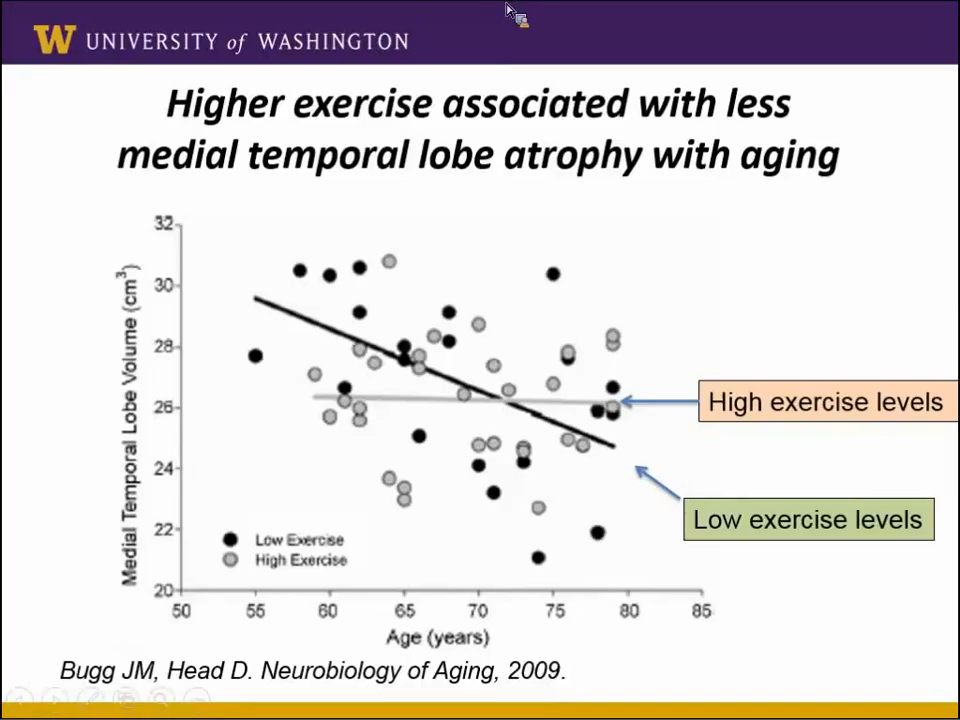 W UNIVERSITY of WASHINGTON
Higher exercise associated with less
medial temporal lobe atrophy with aging
Medial Temporal Lobe Volume (cm³)
32
30
28
26
24
22
20
High exercise levels
Low exercise levels
Low Exercise
High Exercise
50 55 60 65 70 75 80 85
Age (years)
Bugg JM, Head D. Neurobiology of Aging, 2009.